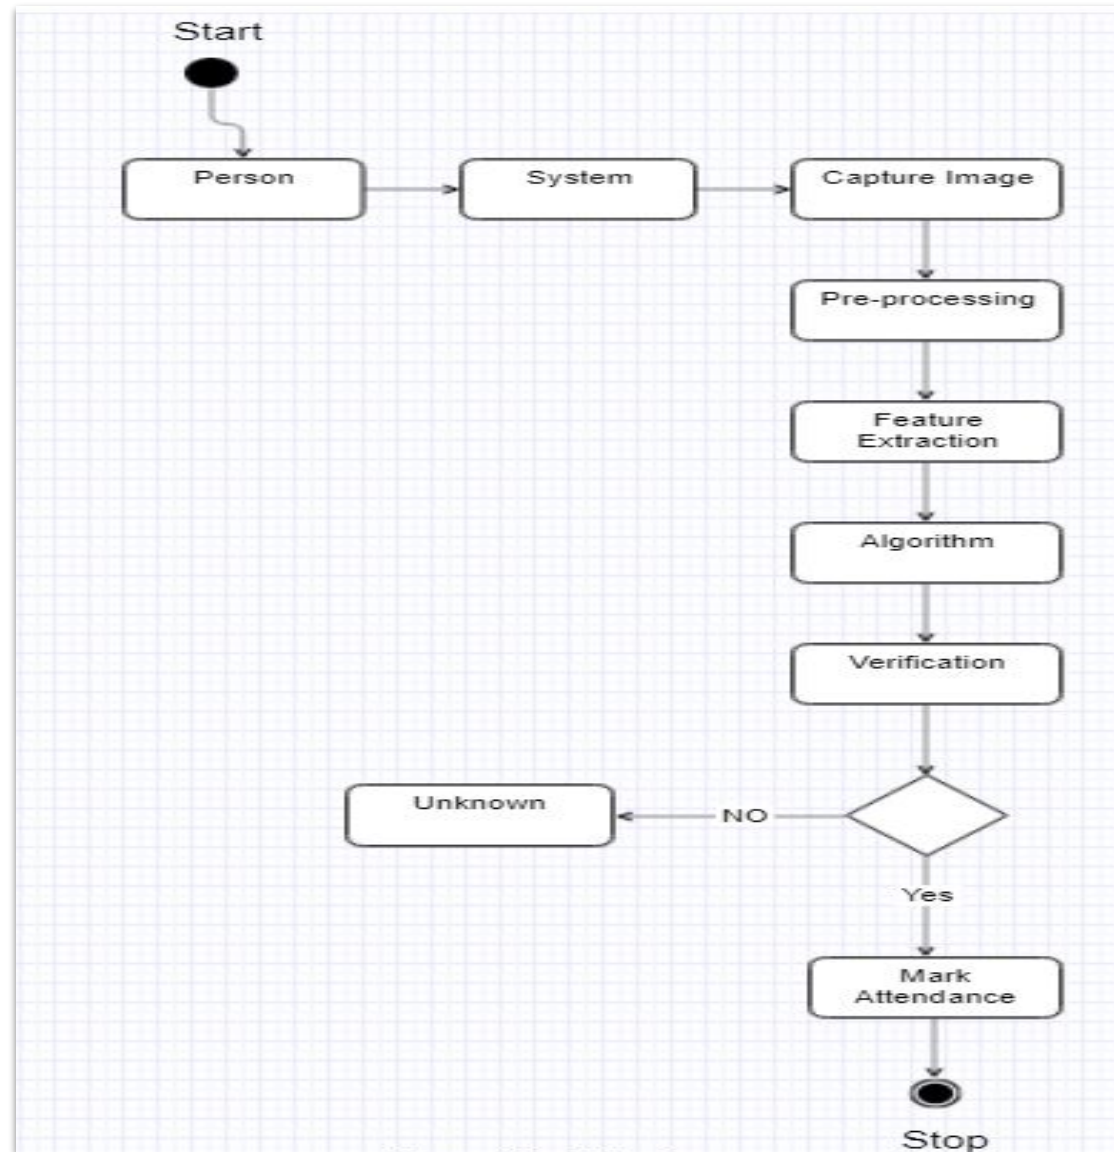 Start
Person
System
Capture Image
Pre-processing
Feature
Extraction
Algorithm
Verification
Unknown
NO
Yes
Mark
Attendance
Stop